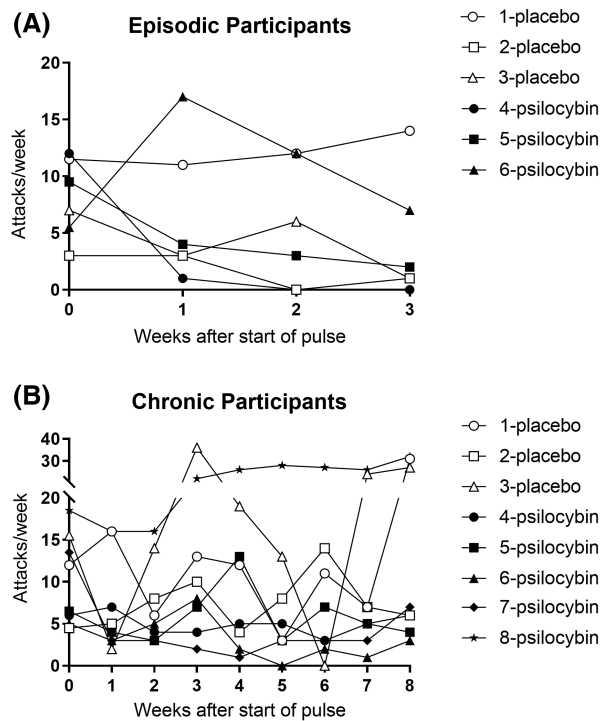 (A) Episodic Participants
20
15
10
5
0
Attacks/week
0 1 2 3
Weeks after start of pulse
1-placebo
2-placebo
3-placebo
4-psilocybin
5-psilocybin
6-psilocybin
(B) Chronic Participants
40
30
20
15
10
5
0
Attacks/week
0 1 2 3 4 5 6 7 8
Weeks after start of pulse
1-placebo
2-placebo
3-placebo
4-psilocybin
5-psilocybin
6-psilocybin
7-psilocybin
8-psilocybin